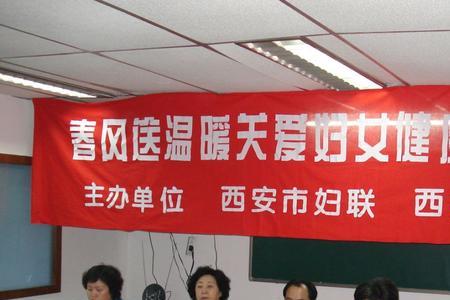 春风送温暖关爱妇女健
主办单位 西安市妇联 西